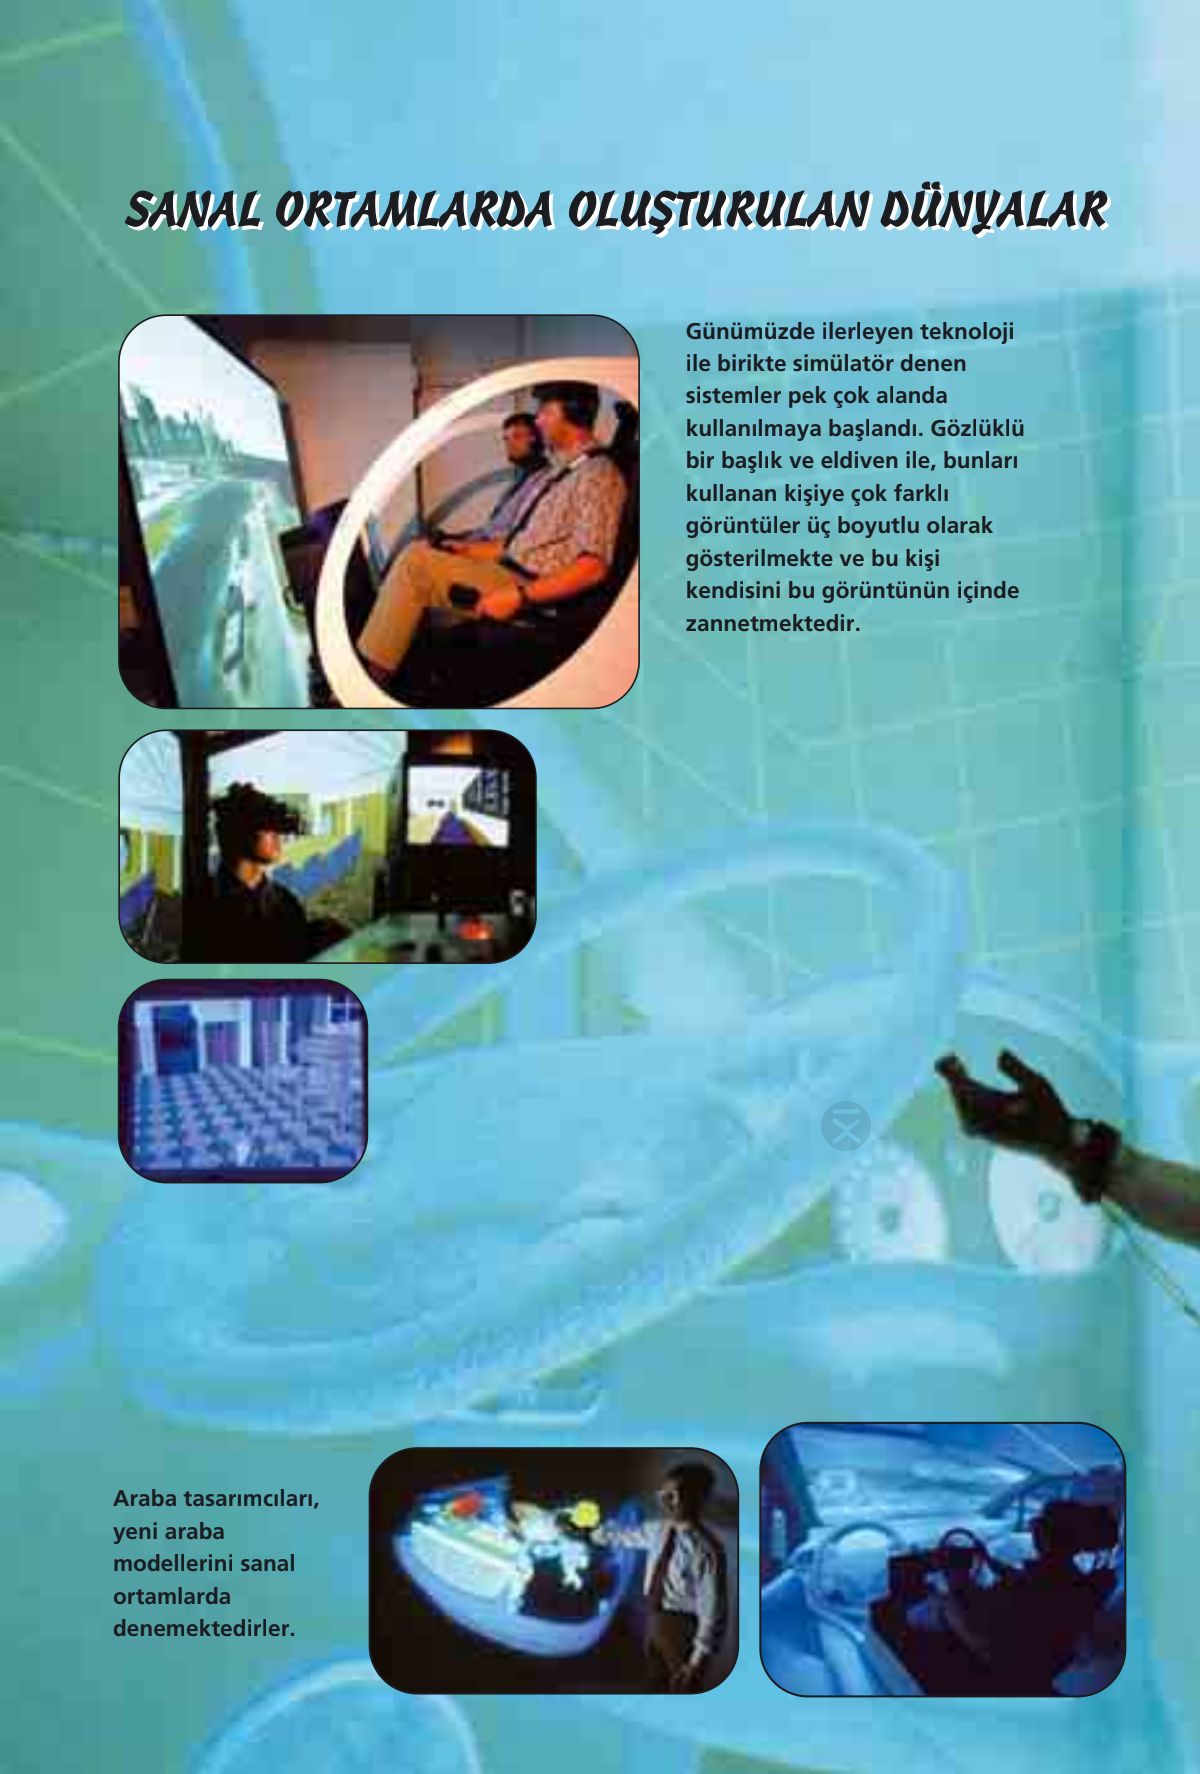 SANAL ORTAMLARDA OLUŞTURULAN DÜNYALAR
Günümüzde ilerleyen teknoloji
ile birikte simülatör denen
sistemler pek çok alanda
kullanılmaya başlandı. Gözlüklü
bir başlık ve eldiven ile, bunları
kullanan kişiye çok farklı
görüntüler üç boyutlu olarak
gösterilmekte ve bu kişi
kendisini bu görüntünün içinde
zannetmektedir.
Araba tasarımcıları,
yeni araba
modellerini sanal
ortamlarda
denemektedirler.